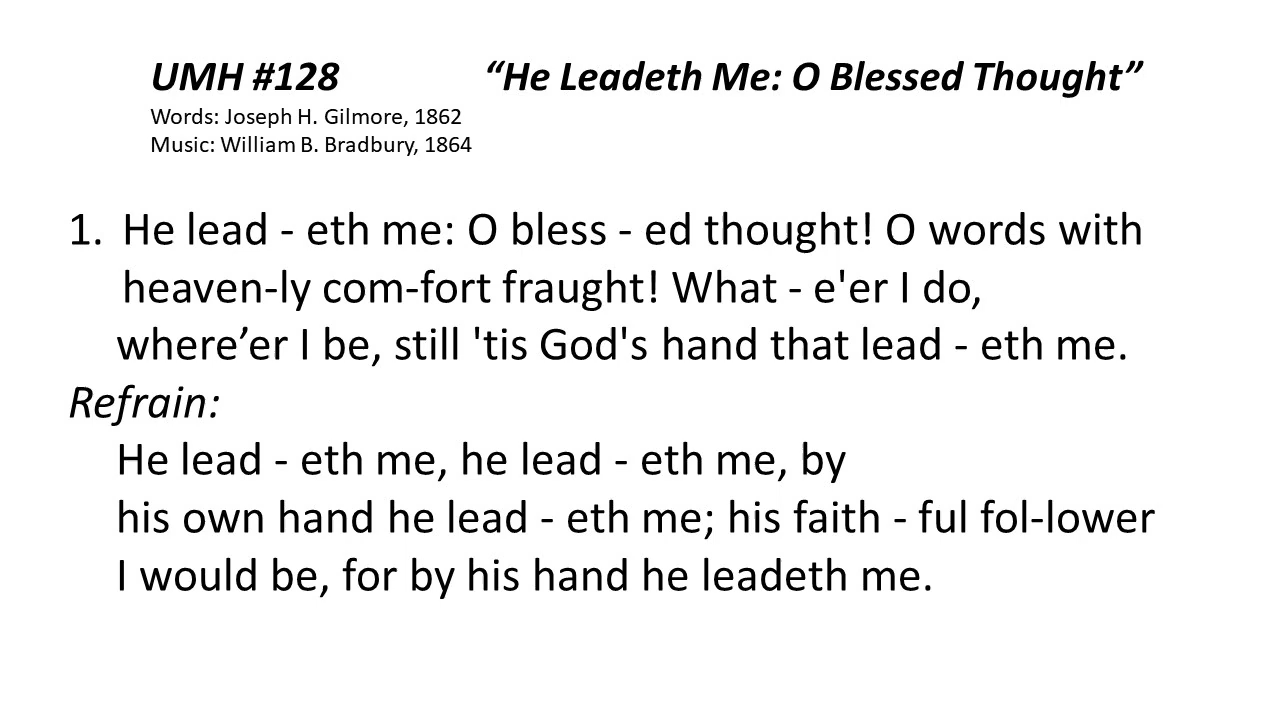 UMH #128 “He Leadeth Me: O Blessed Thought”
Words: Joseph H. Gilmore, 1862
Music: William B. Bradbury, 1864
1. He lead - eth me: O bless - ed thought! O words with
heaven-ly com-fort fraught! What - e'er I do,
where’er I be, still 'tis God's hand that lead - eth me.
Refrain:
He lead - eth me, he lead - eth me, by
his own hand he lead - eth me; his faith - ful fol-lower
I would be, for by his hand he leadeth me.